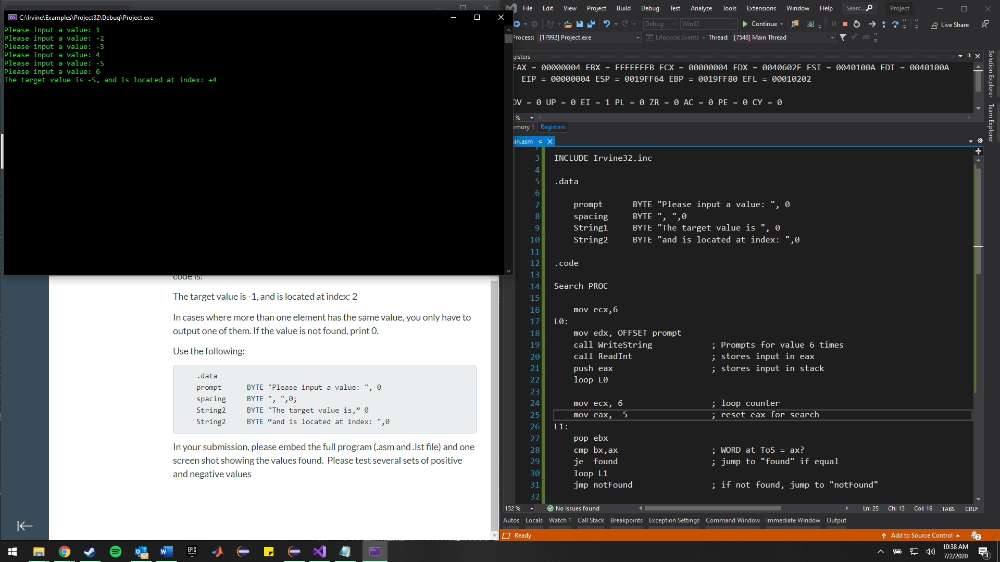 C:\Irvine\Examples\Project32\Debug\Project.exe
Please input a value: 1
Please input a value: -2
Please input a value: -3
Please input a value: 4
Please input a value: -5
Please input a value: 6
The target value is -5, and is located at index: +4
code is:
The target value is -1, and is located at index: 2
In cases where more than one element has the same value, you only have to
output one of them. If the value is not found, print 0.
Use the following:
.data
prompt BYTE "Please input a value: ", 0
spacing BYTE ", ",0;
String2 BYTE "The target value is,” 0
String2 BYTE “and is located at index: ",0
In your submission, please embed the full program (.asm and .lst file) and one
screen shot showing the values found. Please test several sets of positive
and negative values
File Edit View Project Build Debug Test Analyze Tools Extensions Window Help Searc... Project
Debug Win32 Continue Live Share
Process: [17992] Project.exe Lifecycle Events Thread: [7548] Main Thread
gisters
EAX = 00000004 EBX = FFFFFFFB ECX = 00000004 EDX = 0040602F ESI = 0040100A EDI = 0040100A
EIP = 00000004 ESP = 0019FF64 EBP = 0019FF80 EFL = 00010202
OV = 0 UP = 0 EI = 1 PL = 0 ZR = 0 AC = 0 PE = 0 CY = 0
%
emory 1 Registers
ain.asm
Solution Explorer
Team Explorer
2
3 INCLUDE Irvine32.inc
4
5 .data
6
7 prompt BYTE "Please input a value: ", 0
8 spacing BYTE ", ",0
9 String1 BYTE "The target value is ", 0
10 String2 BYTE "and is located at index: ",0
11
12 .code
13
14 Search PROC
15
16 mov ecx,6
17 L0:
18 mov edx, OFFSET prompt
19 call WriteString ; Prompts for value 6 times
20 call ReadInt ; stores input in eax
21 push eax ; stores input in stack
22 loop L0
23
24 mov ecx, 6 ; loop counter
25 mov eax, -5 ; reset eax for search
26 L1:
27 pop ebx
28 cmp bx,ax ; WORD at ToS = ax?
29 je found ; jump to "found" if equal
30 loop L1
31 jmp notFound ; if not found, jump to "notFound"
32
132 % No issues found Ln: 25 Ch: 13 Col: 16 TABS CRLF
Autos Locals Watch 1 Call Stack Breakpoints Exception Settings Command Window Immediate Window Output
Ready Add to Source Control 2
EPIC GAMES
10:38 AM
7/2/2020
3